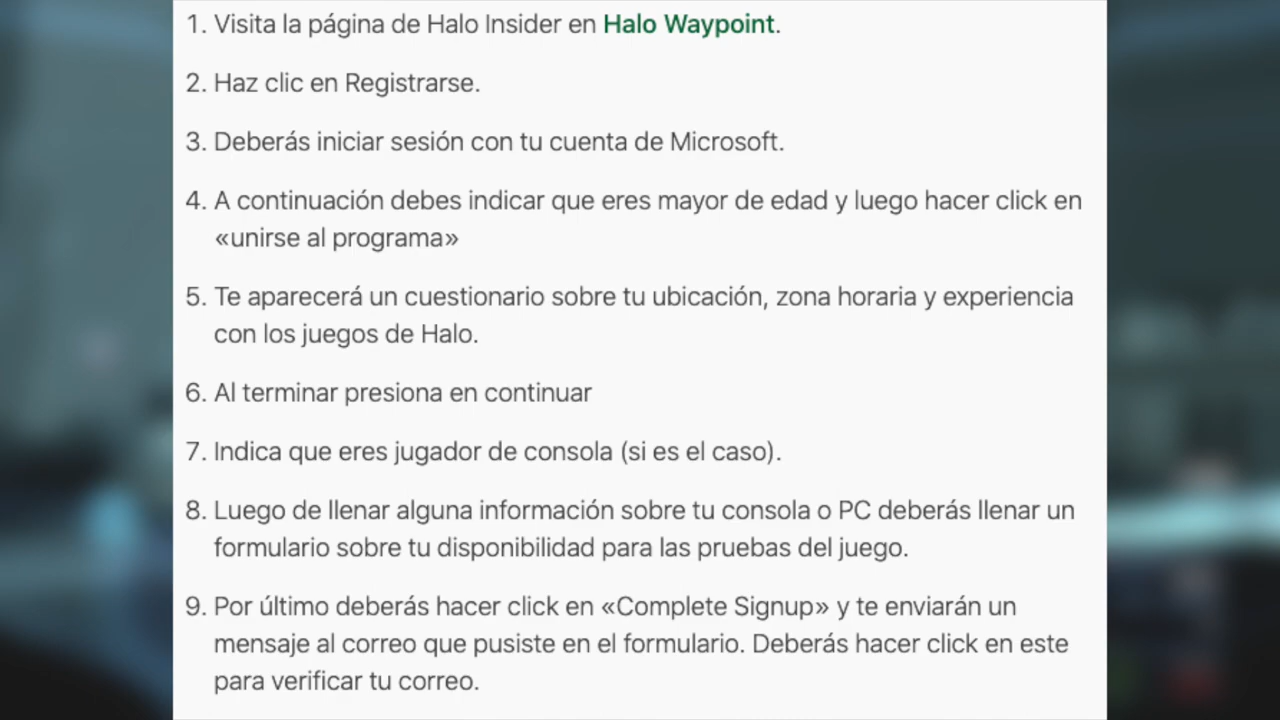 1. Visita la página de Halo Insider en Halo Waypoint.
2. Haz clic en Registrarse.
3. Deberás iniciar sesión con tu cuenta de Microsoft.
4. A continuación debes indicar que eres mayor de edad y luego hacer click en
«unirse al programa»
5. Te aparecerá un cuestionario sobre tu ubicación, zona horaria y experiencia
con los juegos de Halo.
6. Al terminar presiona en continuar
7. Indica que eres jugador de consola (si es el caso).
8. Luego de llenar alguna información sobre tu consola o PC deberás llenar un
formulario sobre tu disponibilidad para las pruebas del juego.
9. Por último deberás hacer click en «Complete Signup» y te enviarán un
mensaje al correo que pusiste en el formulario. Deberás hacer click en este
para verificar tu correo.